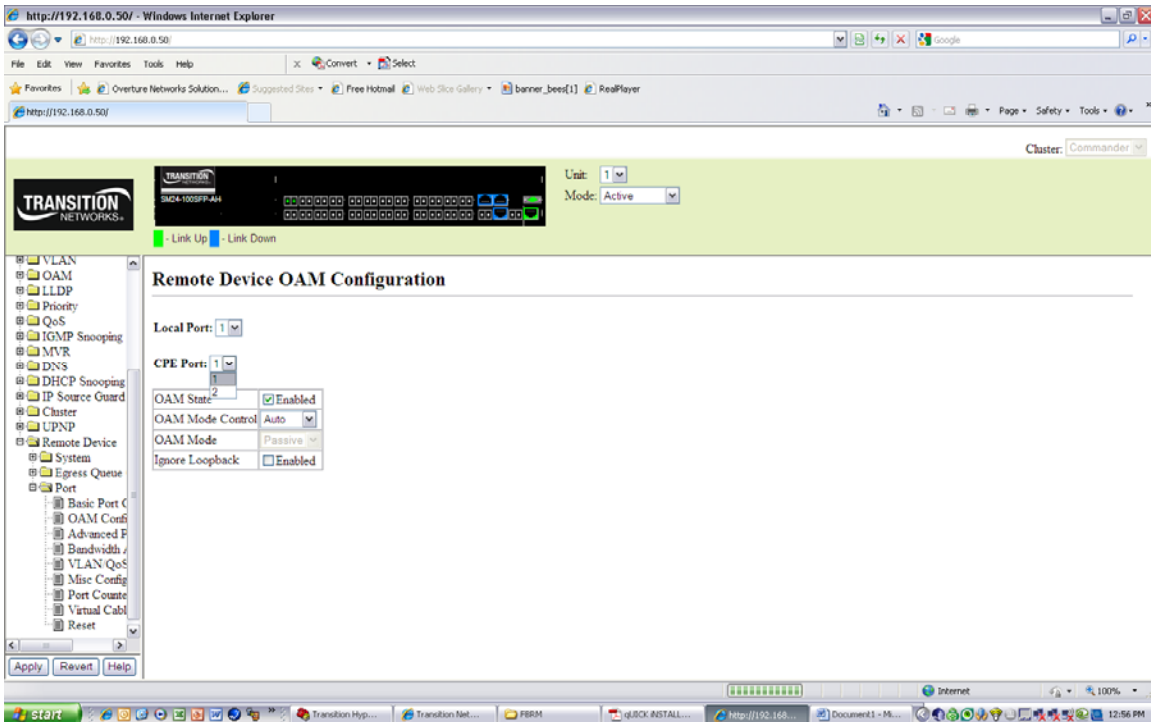 http://192.168.0.50/ - Windows Internet Explorer
http://192.168.0.50/
Google
File Edit View Favorites Tools Help
x Convert Select
Favorites Overture Networks Solution... Suggested Sites Free Hotmail Web Slice Gallery banner_bees[1] RealPlayer
http://192.168.0.50/
Page Safety Tools
Cluster: Commander
TRANSITION
NETWORKS.
TRANSITION
NETWORKS.
SM24-100SFP-AH
Unit: 1
Mode: Active
- Link Up - Link Down
VLAN
OAM
LLDP
Priority
QoS
IGMP Snooping
MVR
DNS
DHCP Snooping
IP Source Guard
Cluster
UPNP
Remote Device
System
Egress Queue
Port
Basic Port C
OAM Confi
Advanced P
Bandwidth A
VLAN/QoS
Misc Config
Port Counte
Virtual Cabl
Reset
Apply Revert Help
Remote Device OAM Configuration
Local Port: 1
CPE Port: 1
1
2
OAM State Enabled
OAM Mode Control Auto
OAM Mode Passive
Ignore Loopback Enabled
Internet 100%
start Transition Hyp... Transition Net... FBRM qUICK iNSTALL... http://192.168.... Document1 - Mi... 12:56 PM